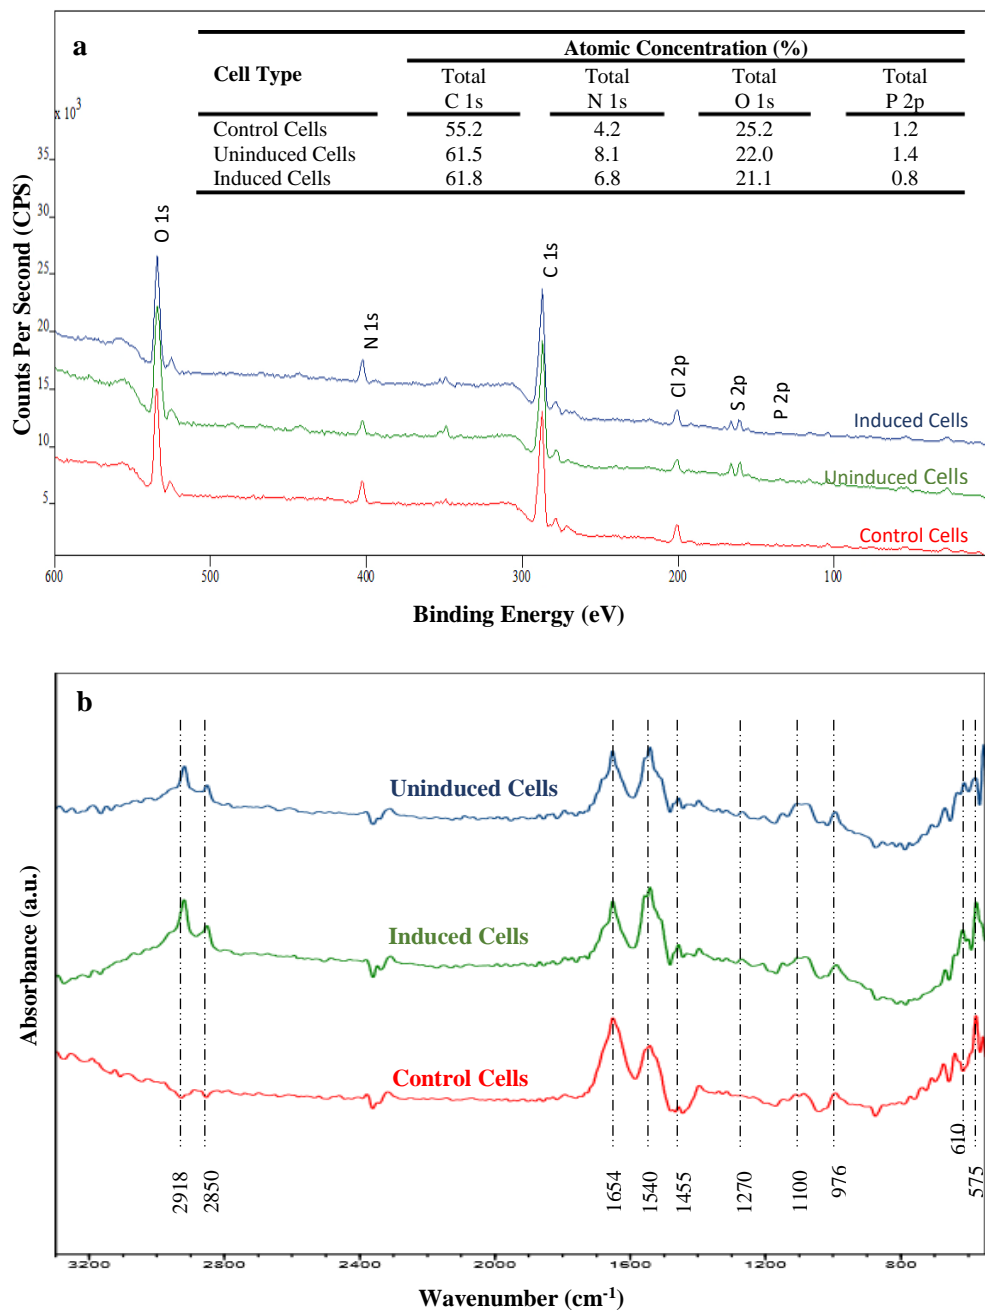 a
Atomic Concentration (%)
Cell Type
Total Total Total Total
C 1s N 1s O 1s P 2p
Control Cells 55.2 4.2 25.2 1.2
Uninduced Cells 61.5 8.1 22.0 1.4
Induced Cells 61.8 6.8 21.1 0.8
x 10³
35
30
25
20
15
10
5
Counts Per Second (CPS)
O 1s
N 1s
C 1s
Cl 2p
S 2p
P 2p
Induced Cells
Uninduced Cells
Control Cells
600 500 400 300 200 100
Binding Energy (eV)
b
Uninduced Cells
Induced Cells
Control Cells
Absorbance (a.u.)
2918
2850
1654
1540
1455
1270
1100
976
610
575
3200 2800 2400 2000 1600 1200 800
Wavenumber (cm⁻¹)